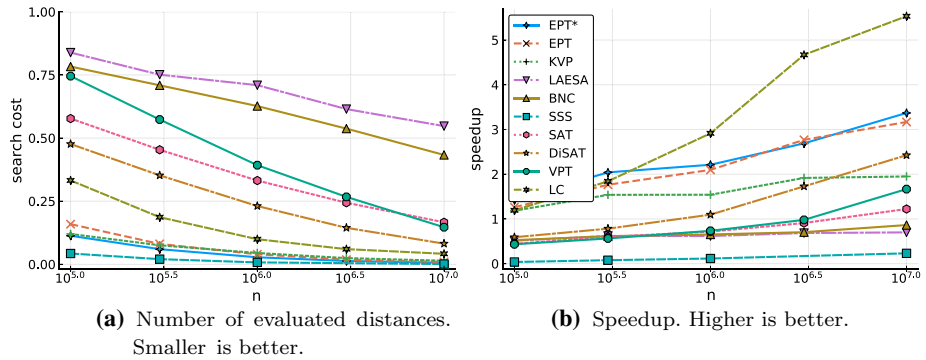 1.00
0.75
0.50
0.25
0.00
search cost
10^5.0
10^5.5
10^6.0
10^6.5
10^7.0
n
(a) Number of evaluated distances.
Smaller is better.
5
4
3
2
1
0
speedup
EPT*
EPT
KVP
LAESA
BNC
SSS
SAT
DiSAT
VPT
LC
10^5.0
10^5.5
10^6.0
10^6.5
10^7.0
n
(b) Speedup. Higher is better.